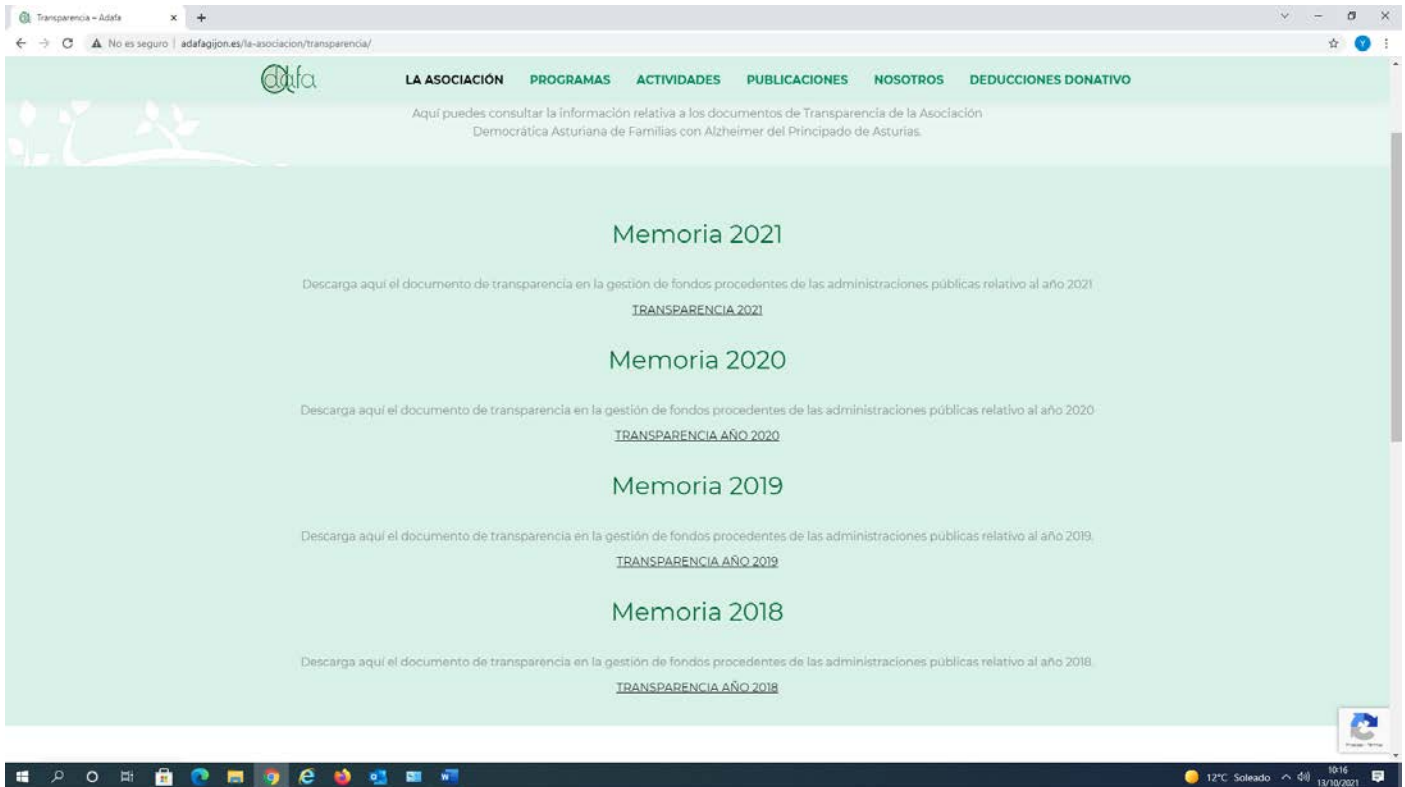 Transparencia – Adafa
No es seguro | adafagijon.es/la-asociacion/transparencia/
Y
adafa
LA ASOCIACIÓN PROGRAMAS ACTIVIDADES PUBLICACIONES NOSOTROS DEDUCCIONES DONATIVO
Aquí puedes consultar la información relativa a los documentos de Transparencia de la Asociación
Democrática Asturiana de Familias con Alzheimer del Principado de Asturias.
Memoria 2021
Descarga aquí el documento de transparencia en la gestión de fondos procedentes de las administraciones públicas relativo al año 2021
TRANSPARENCIA 2021
Memoria 2020
Descarga aquí el documento de transparencia en la gestión de fondos procedentes de las administraciones públicas relativo al año 2020
TRANSPARENCIA AÑO 2020
Memoria 2019
Descarga aquí el documento de transparencia en la gestión de fondos procedentes de las administraciones públicas relativo al año 2019.
TRANSPARENCIA AÑO 2019
Memoria 2018
Descarga aquí el documento de transparencia en la gestión de fondos procedentes de las administraciones públicas relativo al año 2018.
TRANSPARENCIA AÑO 2018
12°C Soleado
10:16
13/10/2021